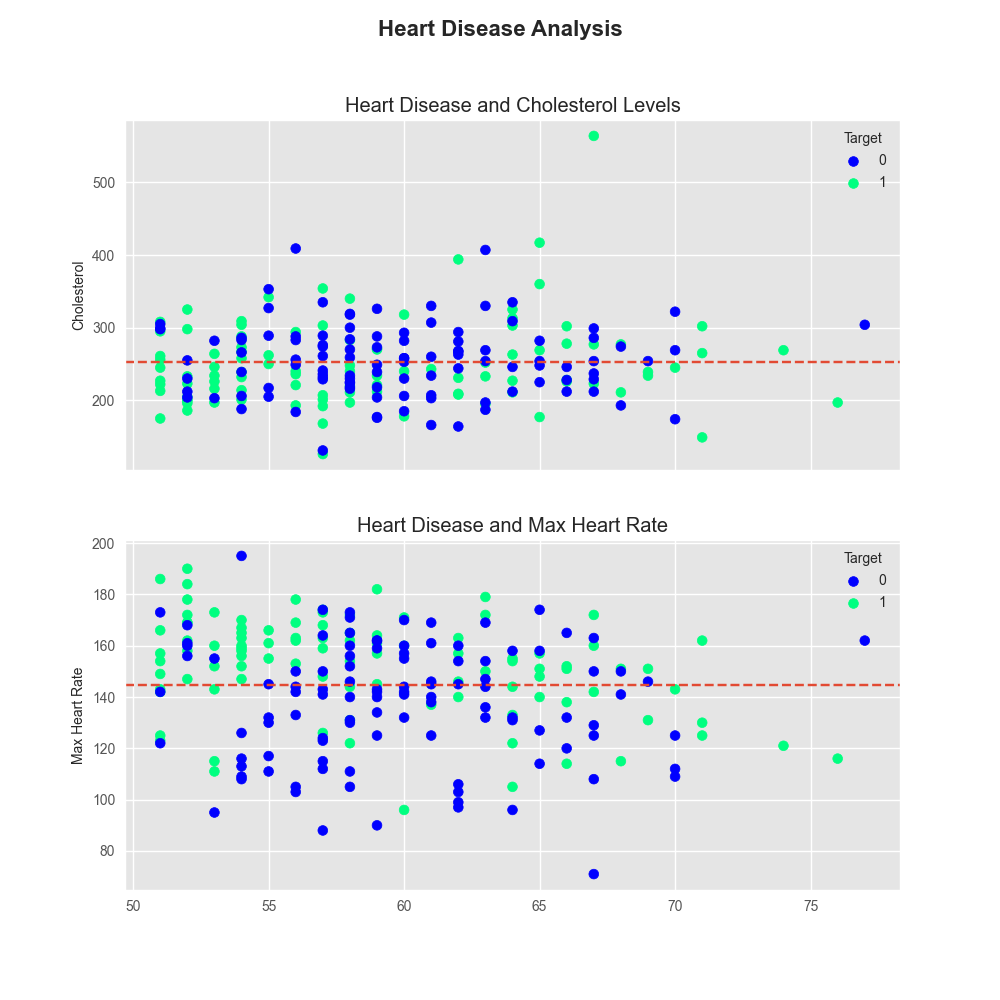 Heart Disease Analysis
Heart Disease and Cholesterol Levels
Target
0
1
Cholesterol
500
400
300
200
Heart Disease and Max Heart Rate
Target
0
1
Max Heart Rate
200
180
160
140
120
100
80
50 55 60 65 70 75